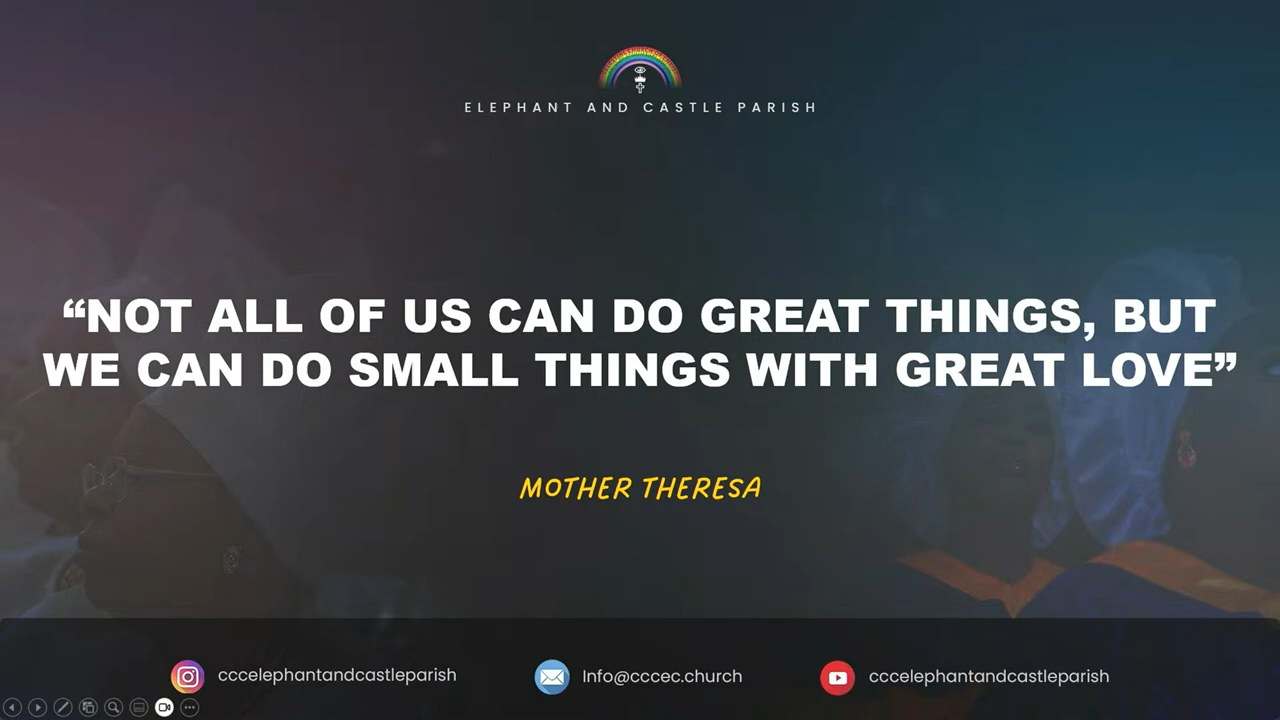 ELEPHANT AND CASTLE PARISH
“NOT ALL OF US CAN DO GREAT THINGS, BUT
WE CAN DO SMALL THINGS WITH GREAT LOVE”
MOTHER THERESA
cccelephantandcastleparish
Info@cccec.church
cccelephantandcastleparish